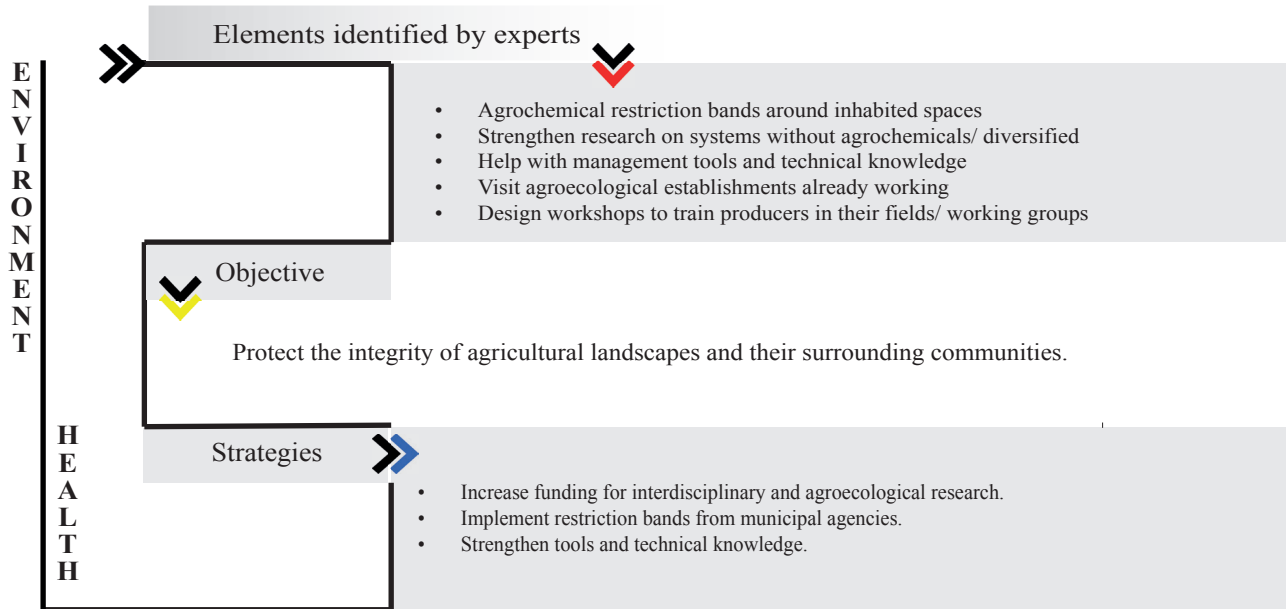 Elements identified by experts
ENVIRONMENT
• Agrochemical restriction bands around inhabited spaces
• Strengthen research on systems without agrochemicals/ diversified
• Help with management tools and technical knowledge
• Visit agroecological establishments already working
• Design workshops to train producers in their fields/ working groups
Objective
Protect the integrity of agricultural landscapes and their surrounding communities.
HEALTH
Strategies
• Increase funding for interdisciplinary and agroecological research.
• Implement restriction bands from municipal agencies.
• Strengthen tools and technical knowledge.